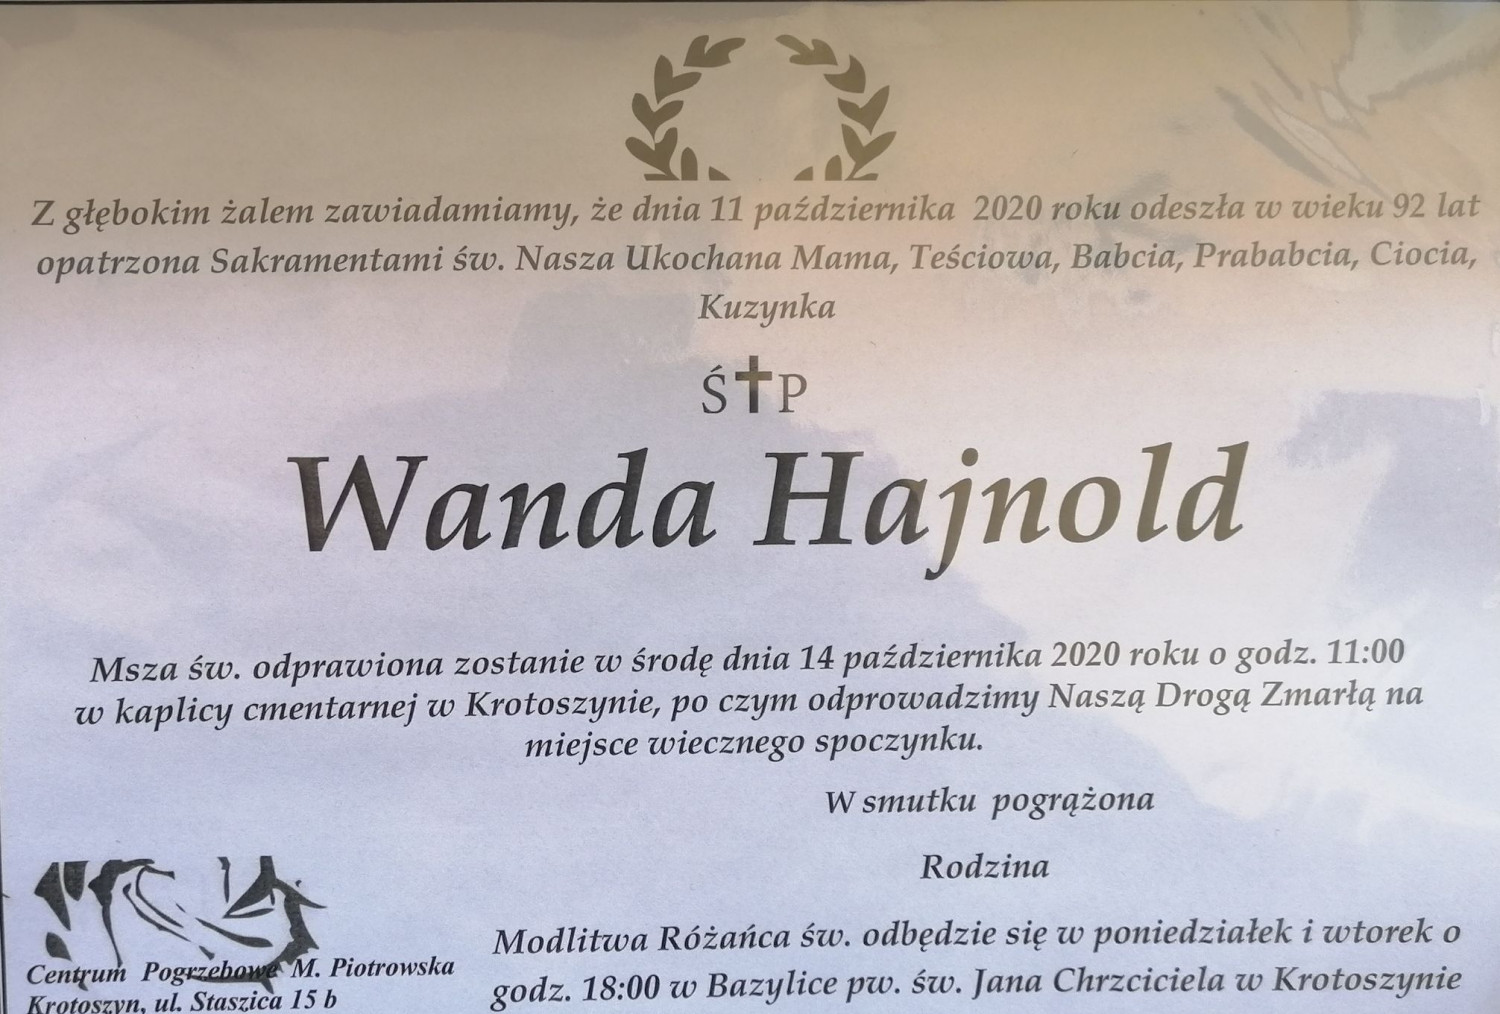 Z głębokim żalem zawiadamiamy, że dnia 11 października 2020 roku odeszła w wieku 92 lat
opatrzona Sakramentami św. Nasza Ukochana Mama, Teściowa, Babcia, Prababcia, Ciocia,
Kuzynka
Ś✝P
Wanda Hajnold
Msza św. odprawiona zostanie w środę dnia 14 października 2020 roku o godz. 11:00
w kaplicy cmentarnej w Krotoszynie, po czym odprowadzimy Naszą Drogą Zmarłą na
miejsce wiecznego spoczynku.
W smutku pogrążona
Rodzina
Modlitwa Różańca św. odbędzie się w poniedziałek i wtorek o
godz. 18:00 w Bazylice pw. św. Jana Chrzciciela w Krotoszynie
Centrum Pogrzebowe M. Piotrowska
Krotoszyn, ul. Staszica 15 b